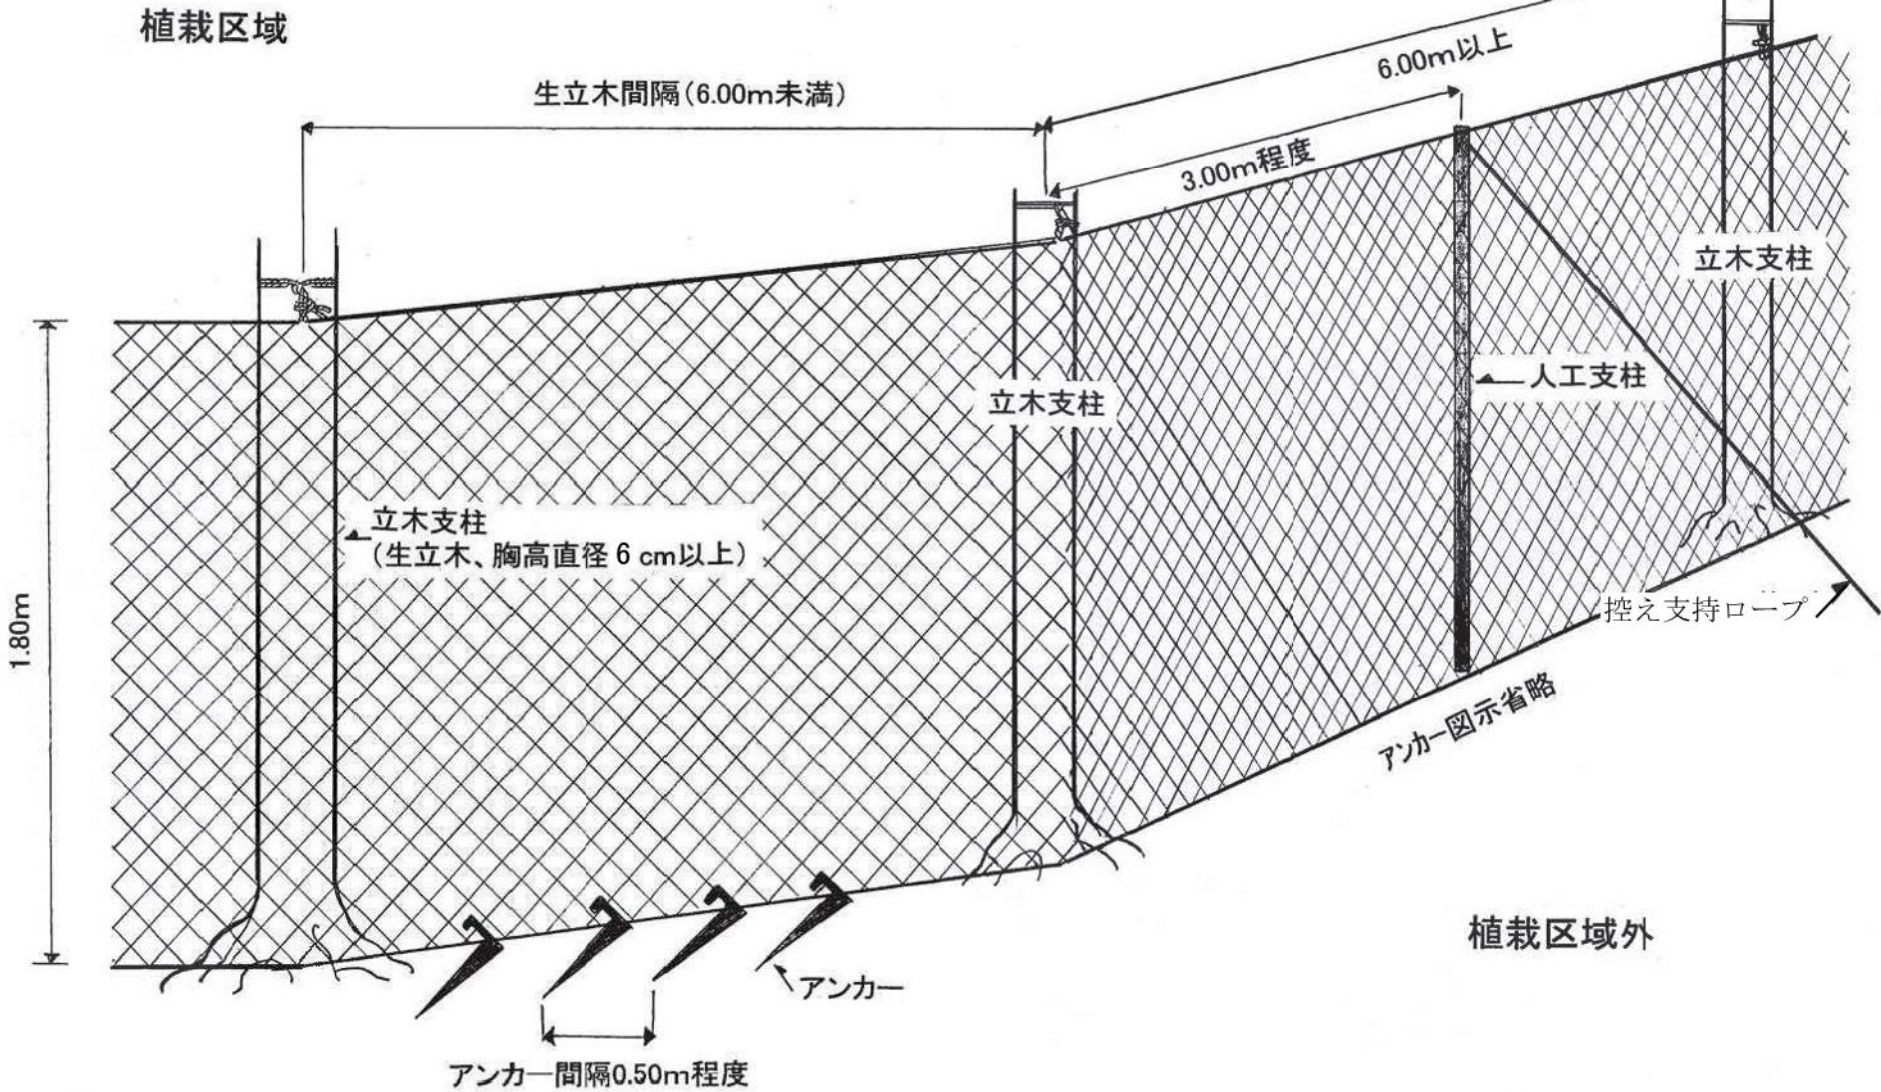 植栽区域
生立木間隔(6.00m未満)
6.00m以上
3.00m程度
立木支柱
人工支柱
立木支柱
立木支柱
(生立木、胸高直径6cm以上)
1.80m
控え支持ロープ
アンカー図示省略
植栽区域外
アンカー
アンカー間隔0.50m程度